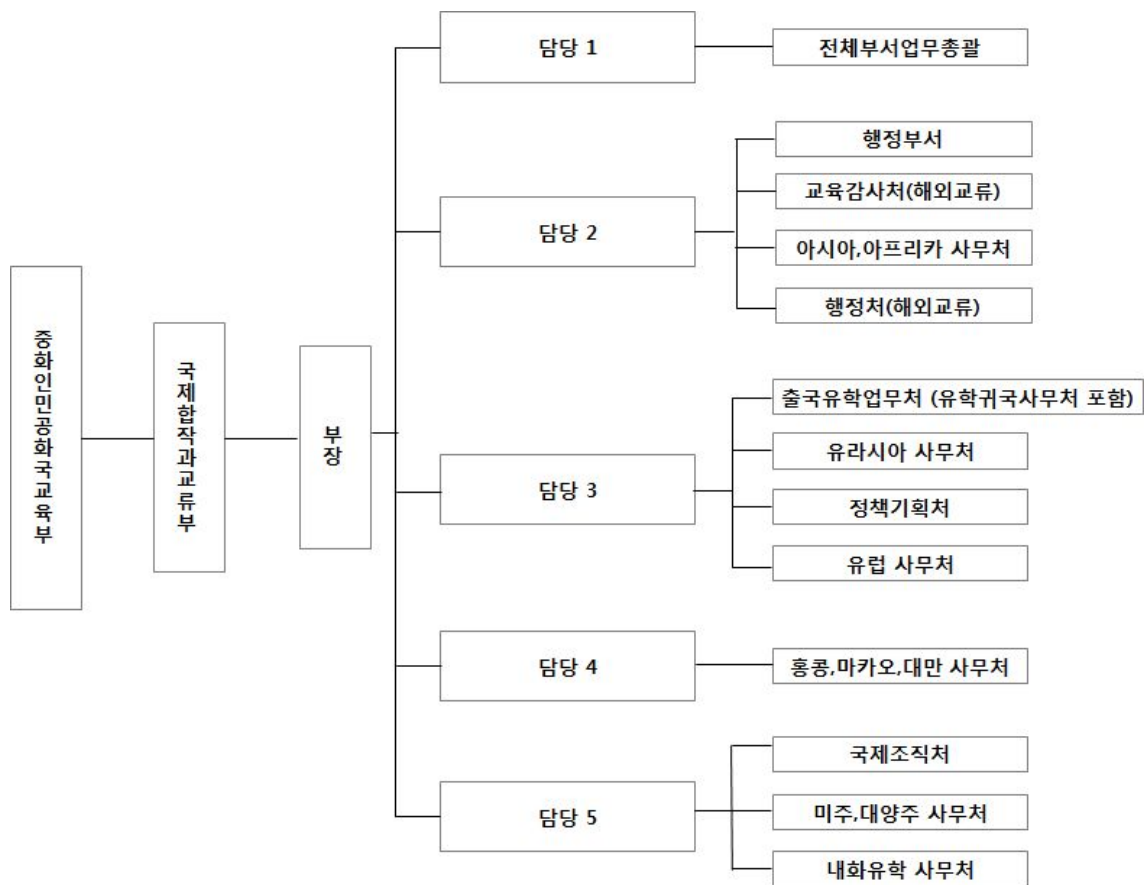 중화인민공화국교육부
국제합작과교류부
부장
담당 1
전체부서업무총괄
담당 2
행정부서
교육감사처(해외교류)
아시아,아프리카 사무처
행정처(해외교류)
담당 3
출국유학업무처 (유학귀국사무처 포함)
유라시아 사무처
정책기획처
유럽 사무처
담당 4
홍콩,마카오,대만 사무처
담당 5
국제조직처
미주,대양주 사무처
내화유학 사무처